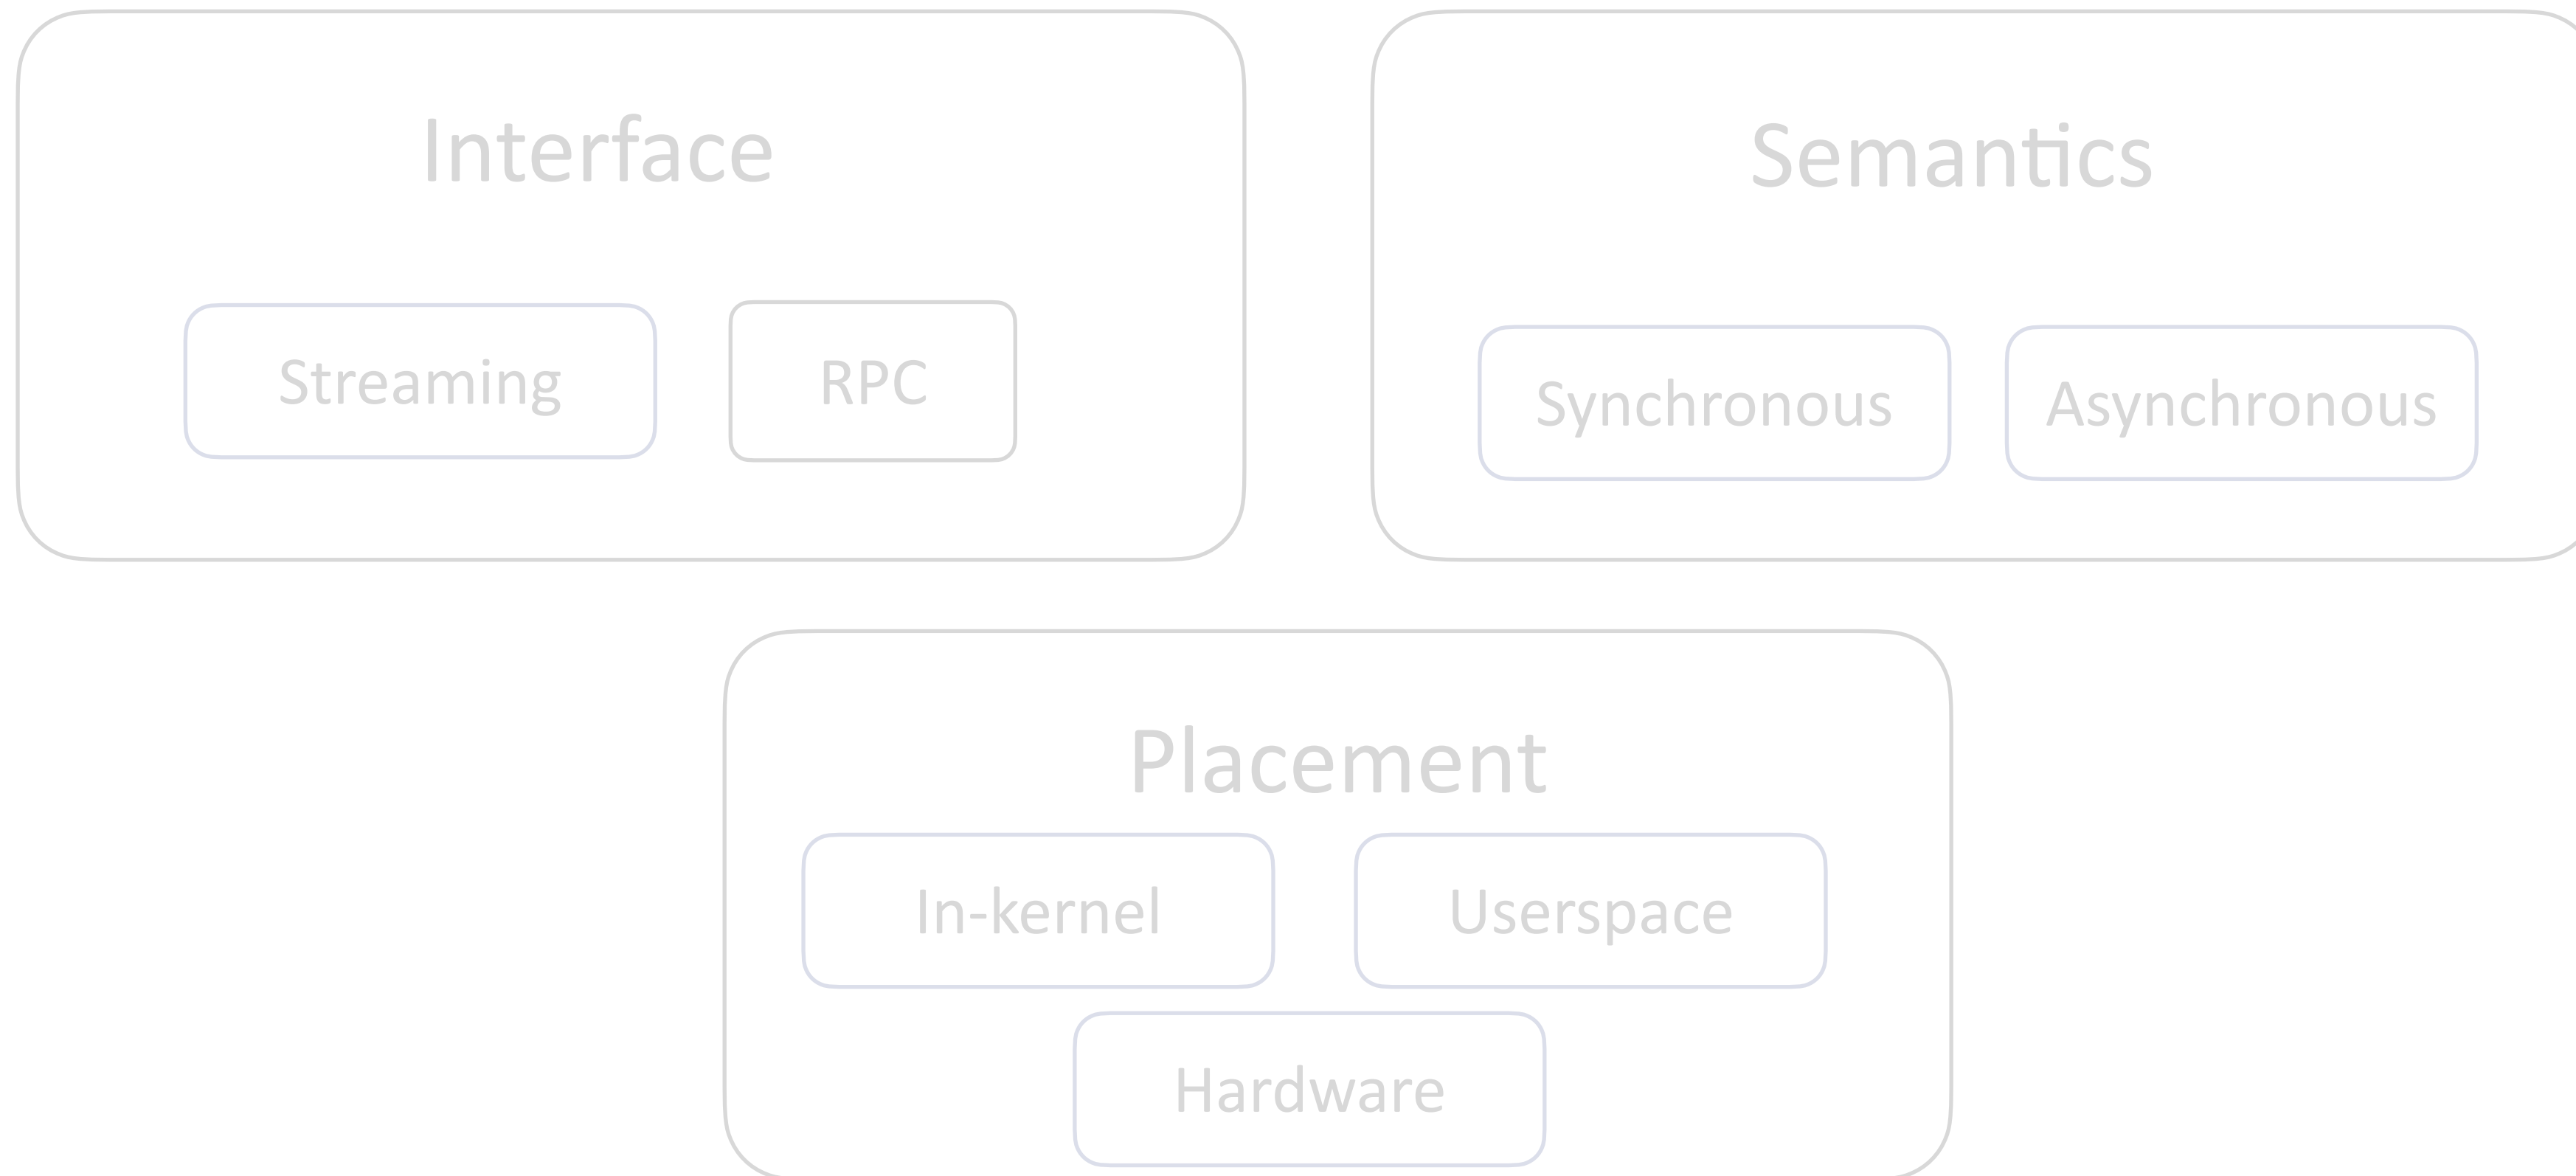 Interface
Streaming
RPC
Semantics
Synchronous
Asynchronous
Placement
In-kernel
Userspace
Hardware